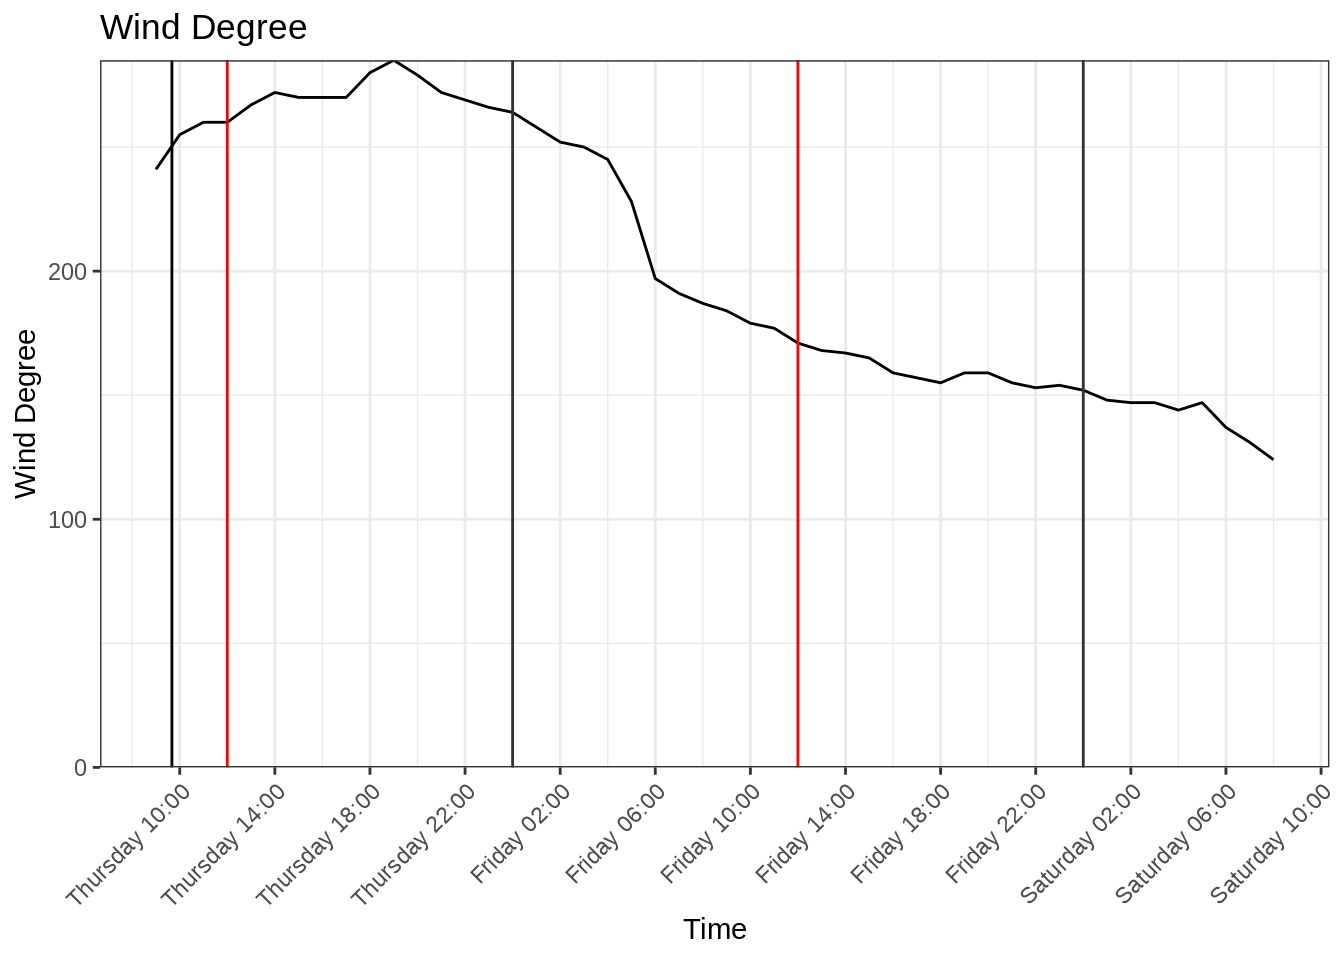 Wind Degree
Wind Degree
200
100
0
Thursday 10:00
Thursday 14:00
Thursday 18:00
Thursday 22:00
Friday 02:00
Friday 06:00
Friday 10:00
Friday 14:00
Friday 18:00
Friday 22:00
Saturday 02:00
Saturday 06:00
Saturday 10:00
Time